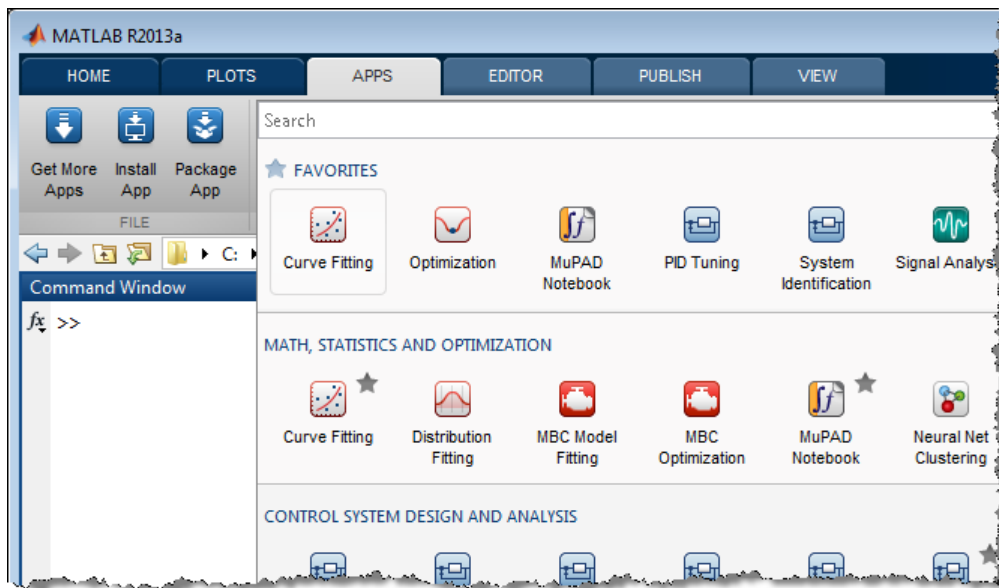 MATLAB R2013a
HOME PLOTS APPS EDITOR PUBLISH VIEW
Get More Apps
Install App
Package App
FILE
Search
FAVORITES
Curve Fitting
Optimization
MuPAD Notebook
PID Tuning
System Identification
Signal Analys
C:
Command Window
fx >>
MATH, STATISTICS AND OPTIMIZATION
Curve Fitting
Distribution Fitting
MBC Model Fitting
MBC Optimization
MuPAD Notebook
Neural Net Clustering
CONTROL SYSTEM DESIGN AND ANALYSIS